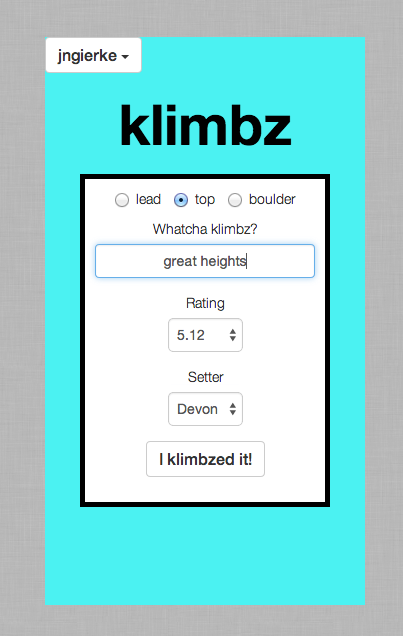 jngierke
klimbz
lead top boulder
Whatcha klimbz?
great heights
Rating
5.12
Setter
Devon
I klimbzed it!